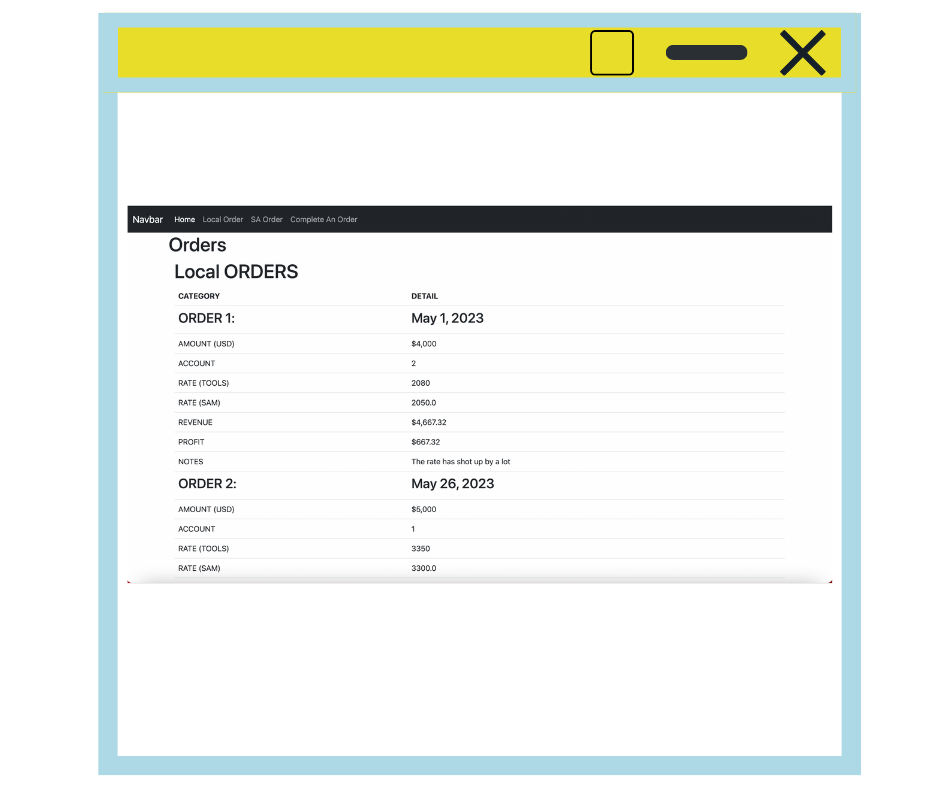 Navbar Home Local Order SA Order Complete An Order
Orders
Local ORDERS
CATEGORY DETAIL
ORDER 1: May 1, 2023
AMOUNT (USD) $4,000
ACCOUNT 2
RATE (TOOLS) 2080
RATE (SAM) 2050.0
REVENUE $4,667.32
PROFIT $667.32
NOTES The rate has shot up by a lot
ORDER 2: May 26, 2023
AMOUNT (USD) $5,000
ACCOUNT 1
RATE (TOOLS) 3350
RATE (SAM) 3300.0